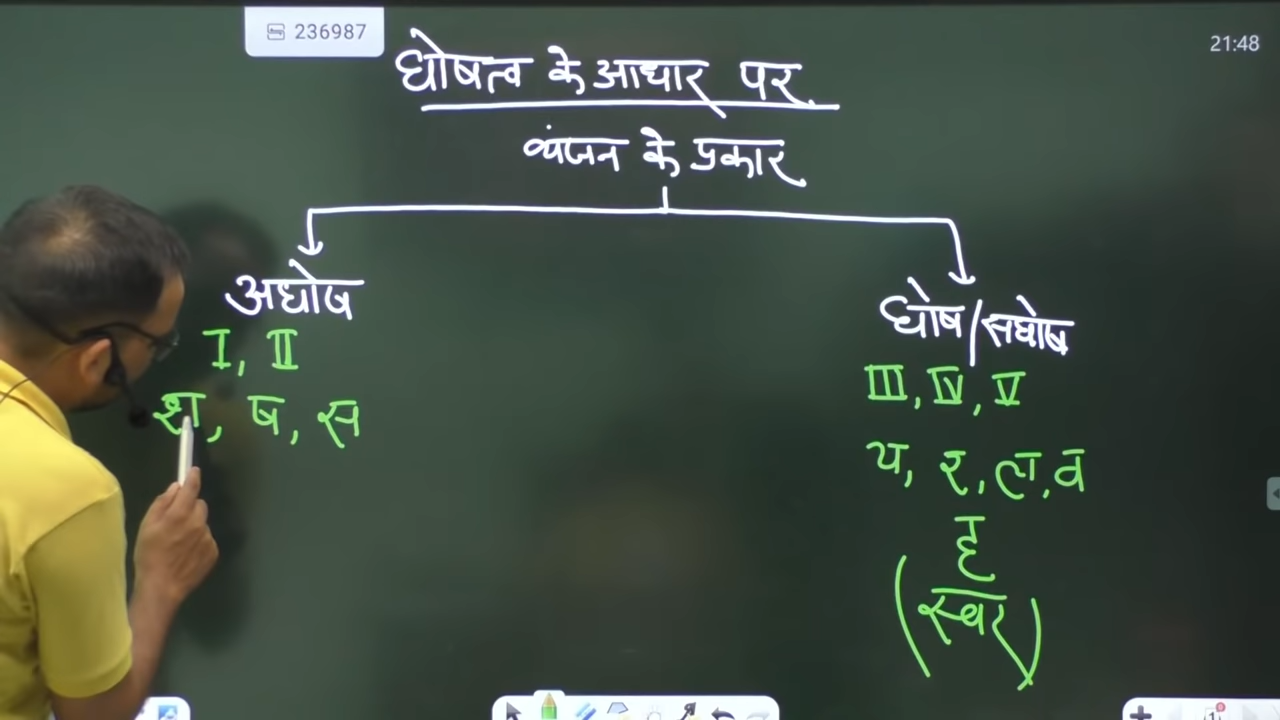 236987
21:48
घोषत्व के आधार पर
व्यंजन के प्रकार
अघोष
I, II
श, ष, स
घोष/सघोष
III, IV, V
य, र, ल, व
ह
(स्वर)